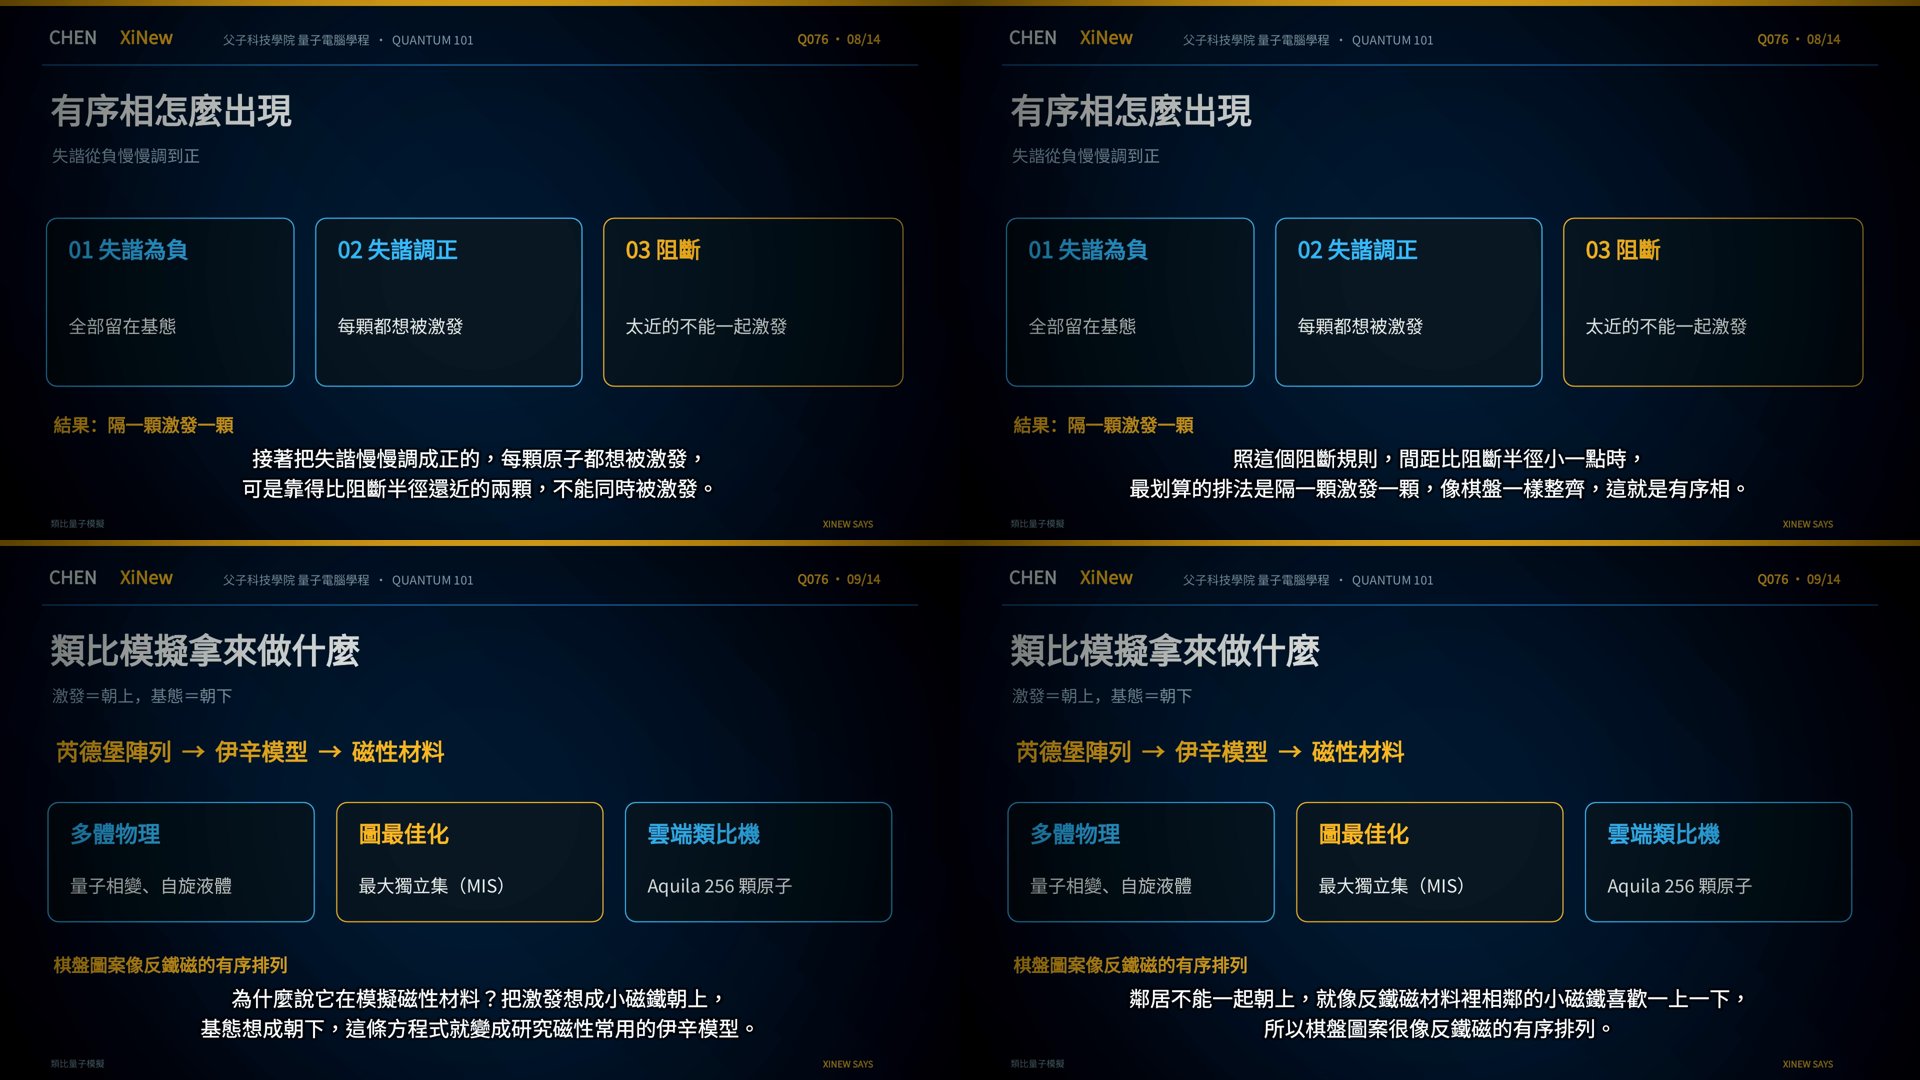 CHEN XiNew 父子科技學院 量子電腦學程 · QUANTUM 101 Q076 · 08/14
有序相怎麼出現
失諧從負慢慢調到正
01 失諧為負
全部留在基態
02 失諧調正
每顆都想被激發
03 阻斷
太近的不能一起激發
結果：隔一顆激發一顆
接著把失諧慢慢調成正的，每顆原子都想被激發，
可是靠得比阻斷半徑還近的兩顆，不能同時被激發。
類比量子模擬 XINEW SAYS
CHEN XiNew 父子科技學院 量子電腦學程 · QUANTUM 101 Q076 · 08/14
有序相怎麼出現
失諧從負慢慢調到正
01 失諧為負
全部留在基態
02 失諧調正
每顆都想被激發
03 阻斷
太近的不能一起激發
結果：隔一顆激發一顆
照這個阻斷規則，間距比阻斷半徑小一點時，
最划算的排法是隔一顆激發一顆，像棋盤一樣整齊，這就是有序相。
類比量子模擬 XINEW SAYS
CHEN XiNew 父子科技學院 量子電腦學程 · QUANTUM 101 Q076 · 09/14
類比模擬拿來做什麼
激發＝朝上，基態＝朝下
芮德堡陣列 → 伊辛模型 → 磁性材料
多體物理
量子相變、自旋液體
圖最佳化
最大獨立集（MIS）
雲端類比機
Aquila 256 顆原子
棋盤圖案像反鐵磁的有序排列
為什麼說它在模擬磁性材料？把激發想成小磁鐵朝上，
基態想成朝下，這條方程式就變成研究磁性常用的伊辛模型。
類比量子模擬 XINEW SAYS
CHEN XiNew 父子科技學院 量子電腦學程 · QUANTUM 101 Q076 · 09/14
類比模擬拿來做什麼
激發＝朝上，基態＝朝下
芮德堡陣列 → 伊辛模型 → 磁性材料
多體物理
量子相變、自旋液體
圖最佳化
最大獨立集（MIS）
雲端類比機
Aquila 256 顆原子
棋盤圖案像反鐵磁的有序排列
鄰居不能一起朝上，就像反鐵磁材料裡相鄰的小磁鐵喜歡一上一下，
所以棋盤圖案很像反鐵磁的有序排列。
類比量子模擬 XINEW SAYS